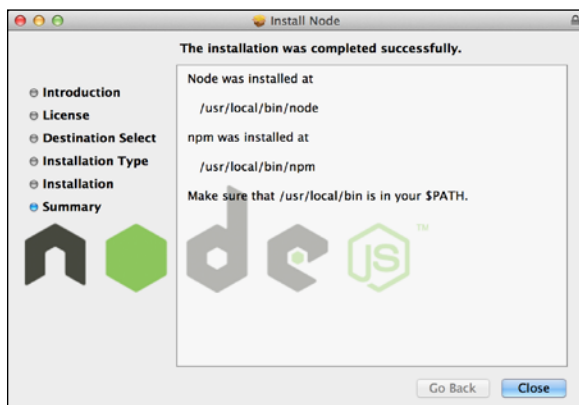 Install Node
The installation was completed successfully.
Introduction
License
Destination Select
Installation Type
Installation
Summary
Node was installed at
/usr/local/bin/node
npm was installed at
/usr/local/bin/npm
Make sure that /usr/local/bin is in your $PATH.
node JS ™
Go Back
Close